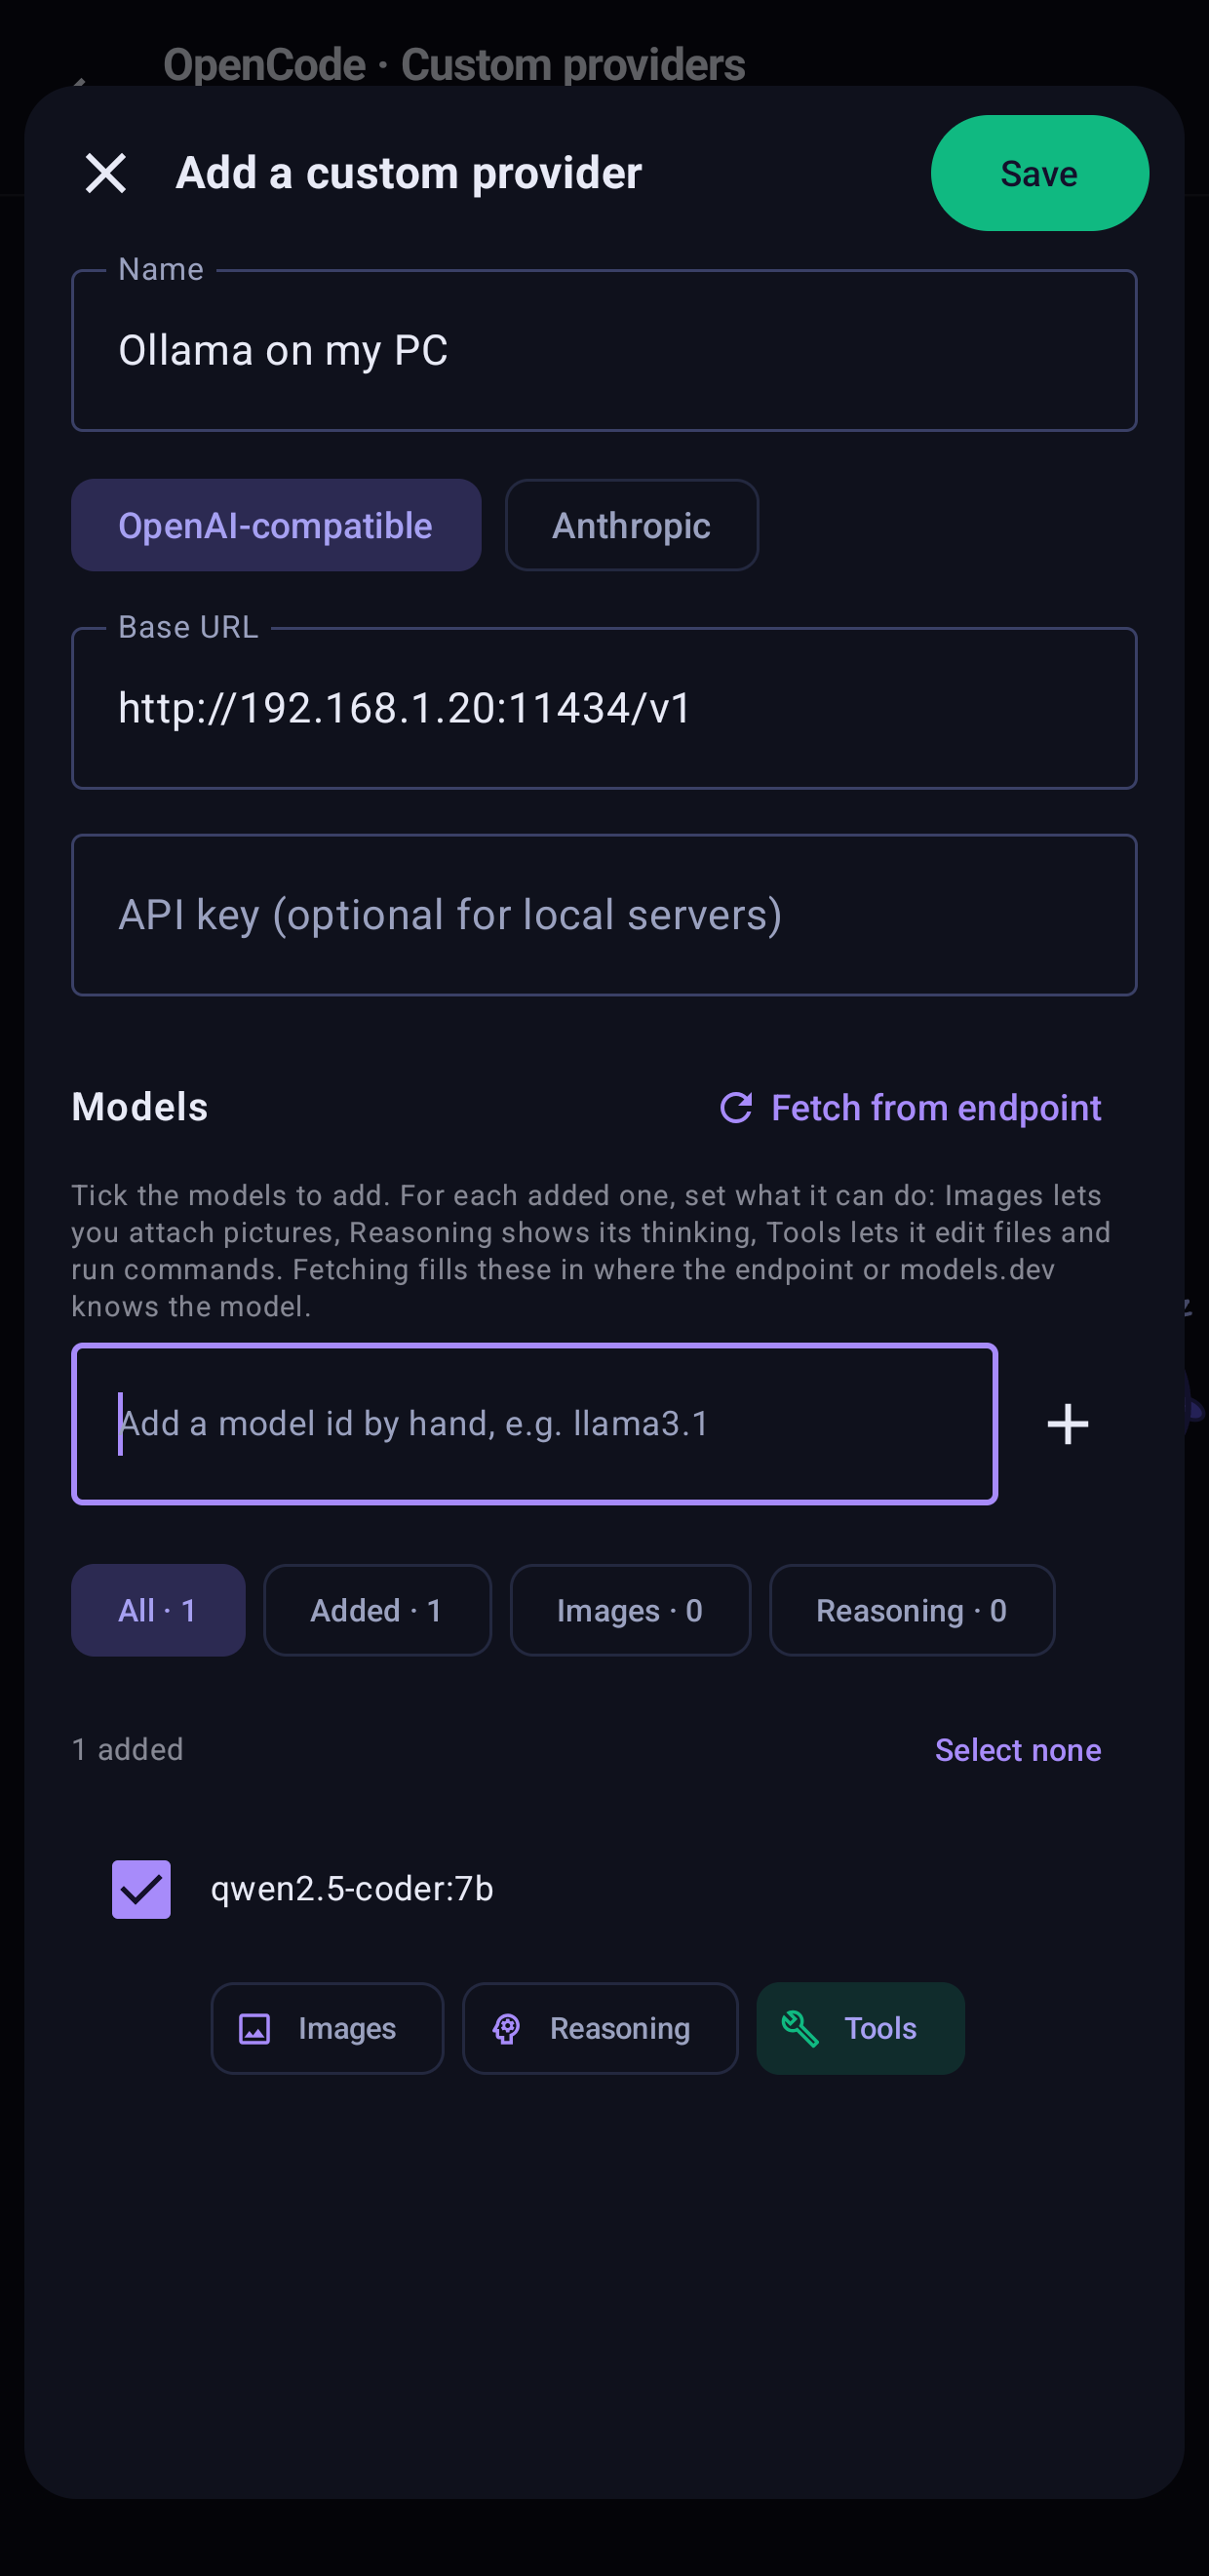 OpenCode · Custom providers
Add a custom provider
Save
Name
Ollama on my PC
OpenAI-compatible
Anthropic
Base URL
http://192.168.1.20:11434/v1
API key (optional for local servers)
Models
Fetch from endpoint
Tick the models to add. For each added one, set what it can do: Images lets
you attach pictures, Reasoning shows its thinking, Tools lets it edit files and
run commands. Fetching fills these in where the endpoint or models.dev
knows the model.
Add a model id by hand, e.g. llama3.1
All · 1
Added · 1
Images · 0
Reasoning · 0
1 added
Select none
qwen2.5-coder:7b
Images
Reasoning
Tools